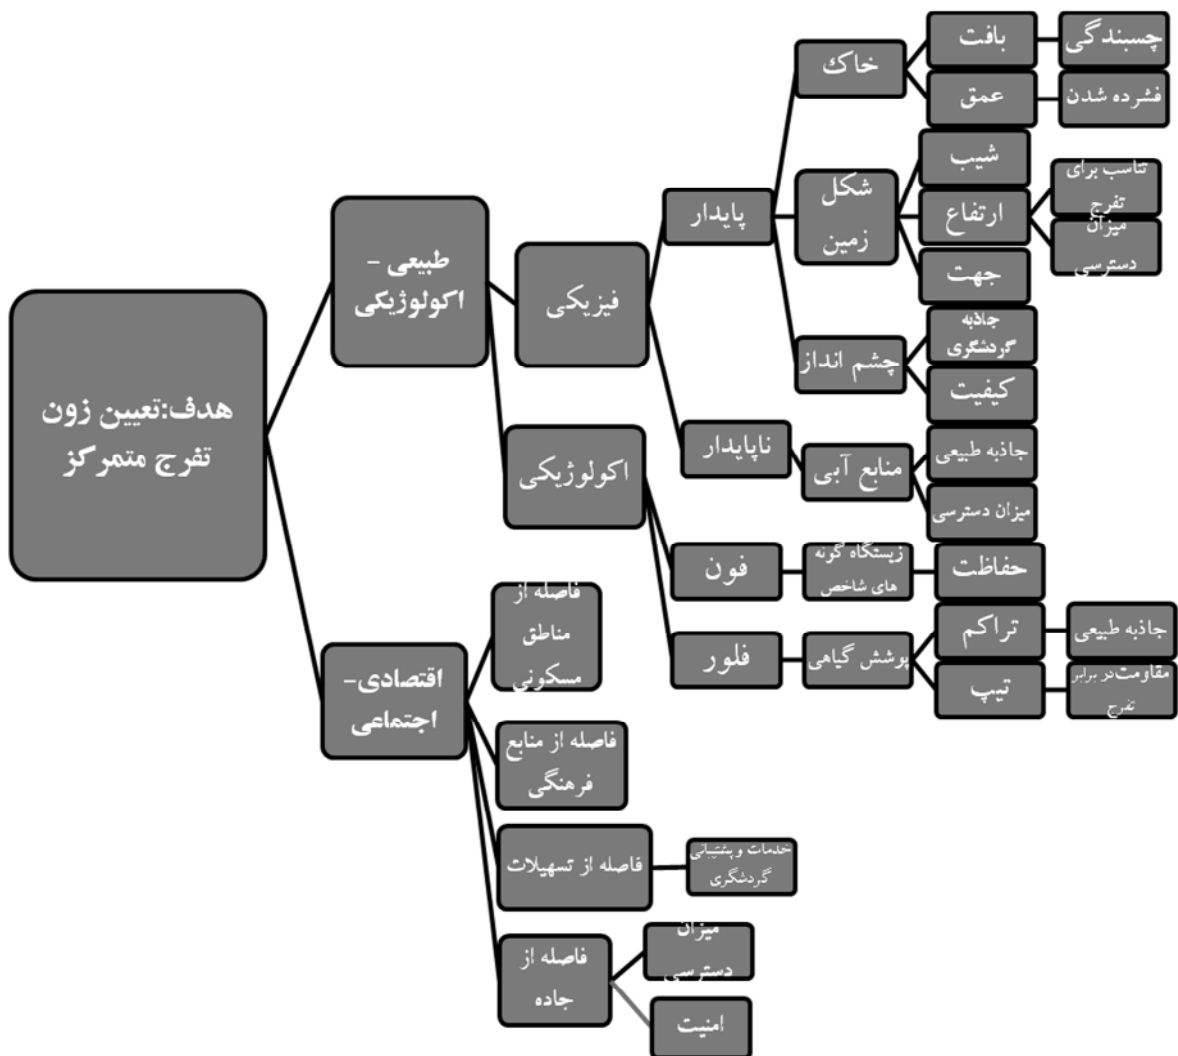 هدف:تعیین زون
تفرج متمرکز
طبیعی –
اکولوژیکی
اقتصادی-
اجتماعی
فیزیکی
اکولوژیکی
فاصله از
مناطق
مسکونی
فاصله از منابع
فرهنگی
فاصله از تسهیلات
فاصله از
جاده
پایدار
ناپایدار
فون
فلور
خدمات و پشتیبانی
گردشگری
میزان
دسترسی
امنیت
خاک
شکل
زمین
چشم انداز
منابع آبی
زیستگاه گونه
های شاخص
پوشش گیاهی
بافت
عمق
شیب
ارتفاع
جهت
جاذبه
گردشگری
کیفیت
جاذبه طبیعی
میزان دسترسی
حفاظت
تراکم
تیپ
چسبندگی
فشرده شدن
تناسب برای
تفرج
میزان
دسترسی
جاذبه طبیعی
مقاومت در برابر
تفرج